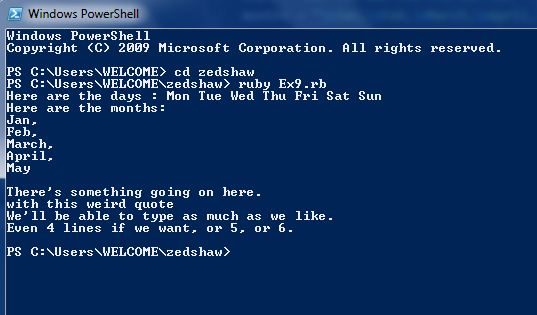 Windows PowerShell
Windows PowerShell
Copyright (C) 2009 Microsoft Corporation. All rights reserved.
PS C:\Users\WELCOME> cd zedshaw
PS C:\Users\WELCOME\zedshaw> ruby Ex9.rb
Here are the days : Mon Tue Wed Thu Fri Sat Sun
Here are the months:
Jan,
Feb,
March,
April,
May
There's something going on here.
with this weird quote
We'll be able to type as much as we like.
Even 4 lines if we want, or 5, or 6.
PS C:\Users\WELCOME\zedshaw>